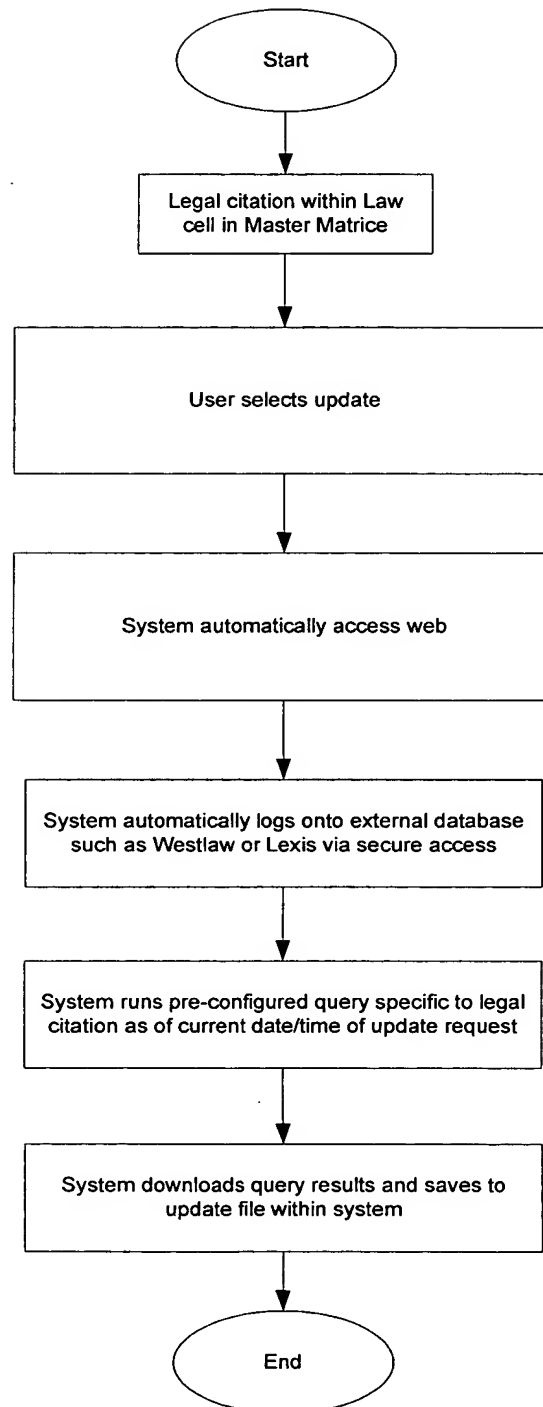 Start
Legal citation within Law
cell in Master Matrice
User selects update
System automatically access web
System automatically logs onto external database
such as Westlaw or Lexis via secure access
System runs pre-configured query specific to legal
citation as of current date/time of update request
System downloads query results and saves to
update file within system
End